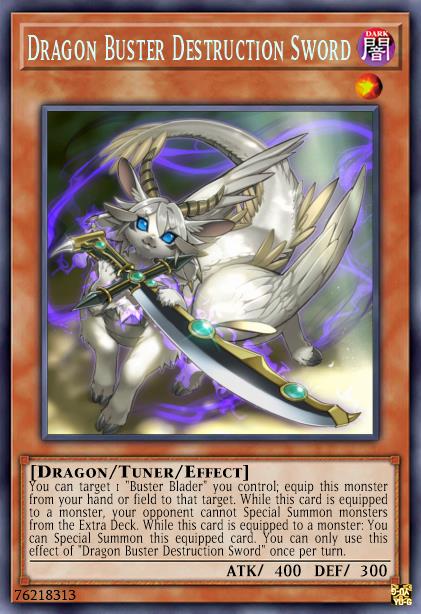 DRAGON BUSTER DESTRUCTION SWORD
DARK
闇
[DRAGON/TUNER/EFFECT]
You can target 1 "Buster Blader" you control; equip this monster
from your hand or field to that target. While this card is equipped
to a monster, your opponent cannot Special Summon monsters
from the Extra Deck. While this card is equipped to a monster: You
can Special Summon this equipped card. You can only use this
effect of "Dragon Buster Destruction Sword" once per turn.
ATK/ 400 DEF/ 300
76218313